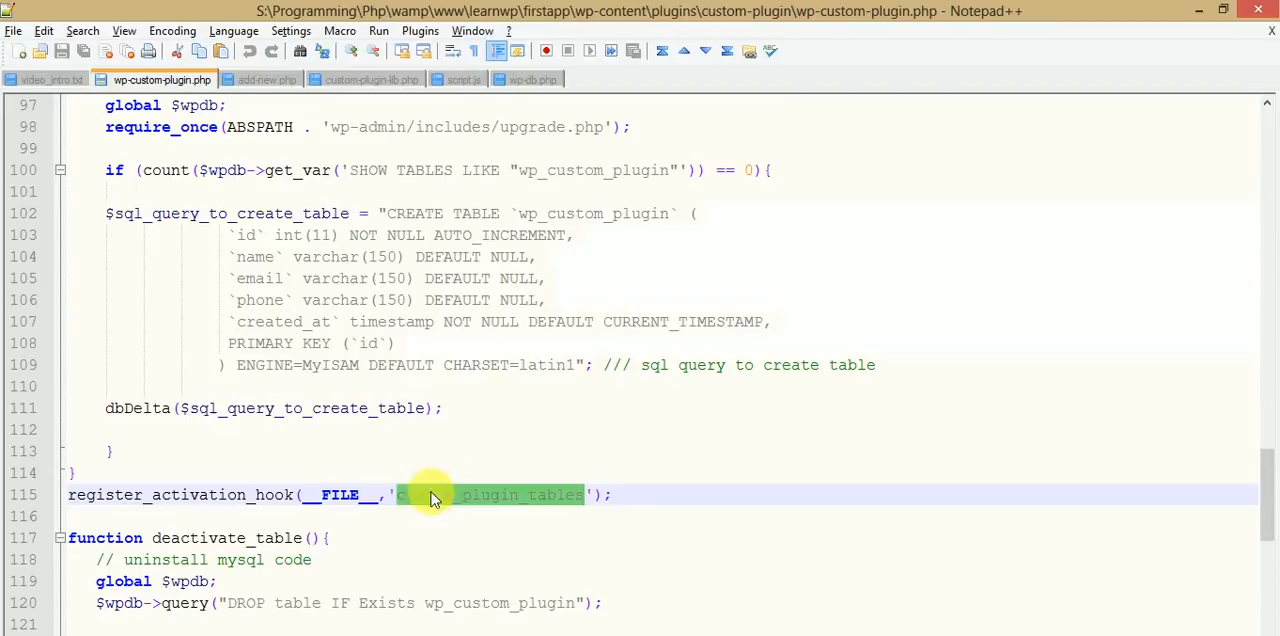 S:\Programming\Php\wamp\www\learnwp\firstapp\wp-content\plugins\custom-plugin\wp-custom-plugin.php - Notepad++
File Edit Search View Encoding Language Settings Macro Run Plugins Window ? X
video_intro.txt wp-custom-plugin.php add-new.php custom-plugin-lib.php script.js wp-db.php
97 global $wpdb;
98 require_once(ABSPATH . 'wp-admin/includes/upgrade.php');
99
100 if (count($wpdb->get_var('SHOW TABLES LIKE "wp_custom_plugin"')) == 0){
101
102 $sql_query_to_create_table = "CREATE TABLE `wp_custom_plugin` (
103 `id` int(11) NOT NULL AUTO_INCREMENT,
104 `name` varchar(150) DEFAULT NULL,
105 `email` varchar(150) DEFAULT NULL,
106 `phone` varchar(150) DEFAULT NULL,
107 `created_at` timestamp NOT NULL DEFAULT CURRENT_TIMESTAMP,
108 PRIMARY KEY (`id`)
109 ) ENGINE=MyISAM DEFAULT CHARSET=latin1"; /// sql query to create table
110
111 dbDelta($sql_query_to_create_table);
112
113 }
114 }
115 register_activation_hook(__FILE__,'_plugin_tables');
116
117 function deactivate_table(){
118 // uninstall mysql code
119 global $wpdb;
120 $wpdb->query("DROP table IF Exists wp_custom_plugin");
121